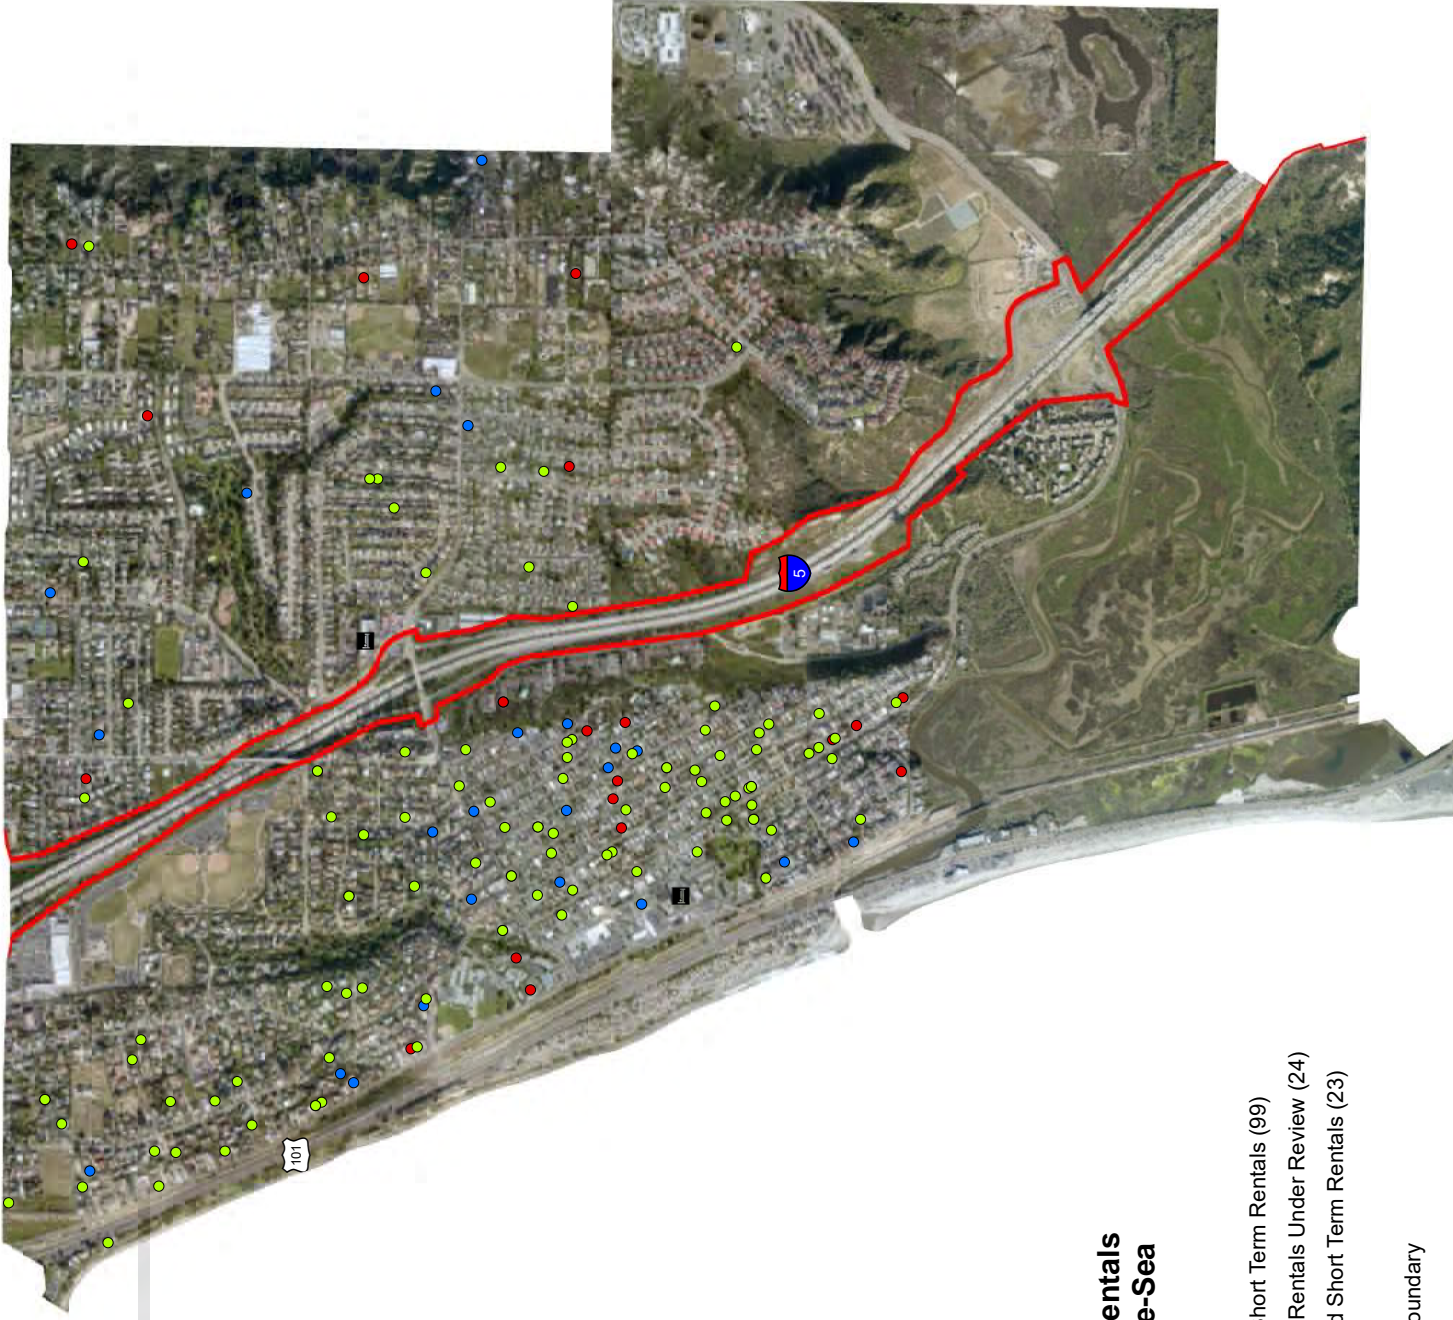 5
101
entals
e-Sea
hort Term Rentals (99)
Rentals Under Review (24)
d Short Term Rentals (23)
oundary